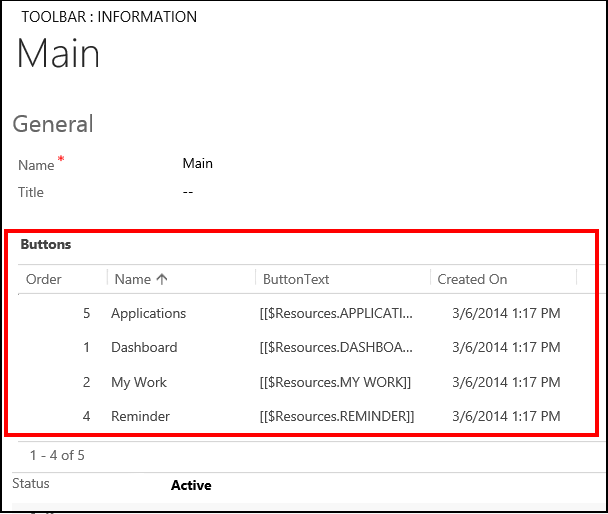 TOOLBAR : INFORMATION
Main
General
Name * Main
Title --
Buttons
Order Name ↑ ButtonText Created On
5 Applications [[$Resources.APPLICATI... 3/6/2014 1:17 PM
1 Dashboard [[$Resources.DASHBOA... 3/6/2014 1:17 PM
2 My Work [[$Resources.MY WORK]] 3/6/2014 1:17 PM
4 Reminder [[$Resources.REMINDER]] 3/6/2014 1:17 PM
1 - 4 of 5
Status Active